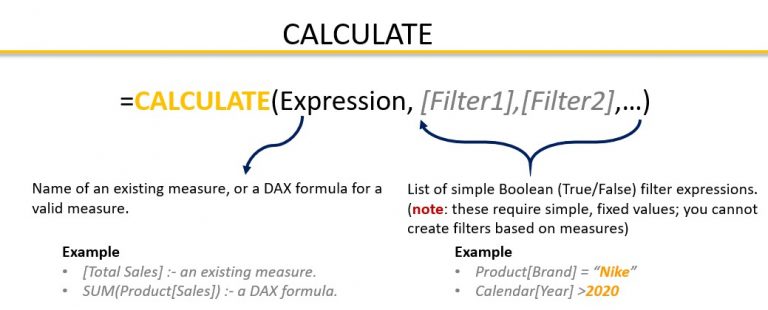 CALCULATE
=CALCULATE(Expression, [Filter1],[Filter2],...)
Name of an existing measure, or a DAX formula for a
valid measure.
Example
• [Total Sales] :- an existing measure.
• SUM(Product[Sales]) :- a DAX formula.
List of simple Boolean (True/False) filter expressions.
(note: these require simple, fixed values; you cannot
create filters based on measures)
Example
• Product[Brand] = “Nike”
• Calendar[Year] >2020